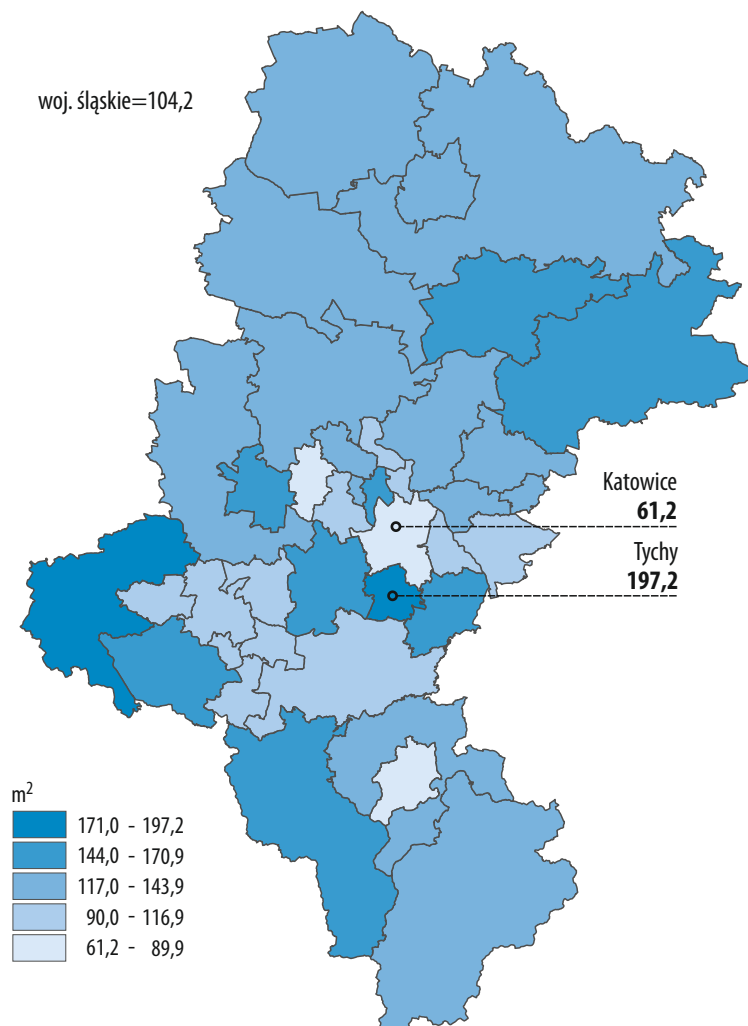 woj. śląskie=104,2
Katowice
61,2
Tychy
197,2
m²
171,0 - 197,2
144,0 - 170,9
117,0 - 143,9
90,0 - 116,9
61,2 - 89,9